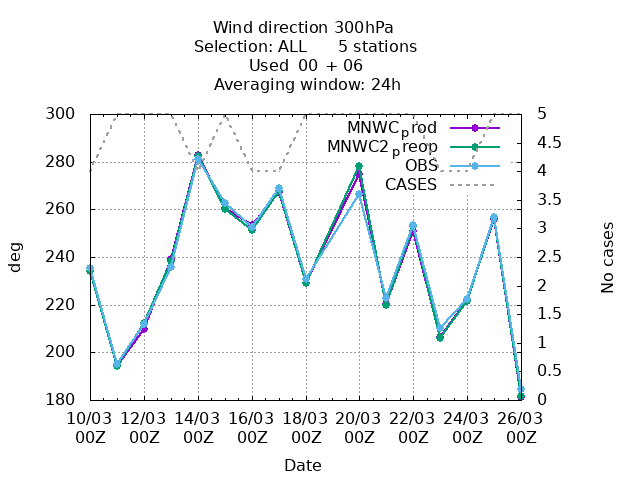 Wind direction 300hPa
Selection: ALL 5 stations
Used 00 + 06
Averaging window: 24h
300
280
260
240
220
200
180
deg
5
4.5
4
3.5
3
2.5
2
1.5
1
0.5
0
No cases
MNWCprod
MNWC2preop
OBS
CASES
10/03 12/03 14/03 16/03 18/03 20/03 22/03 24/03 26/03
00Z 00Z 00Z 00Z 00Z 00Z 00Z 00Z 00Z
Date